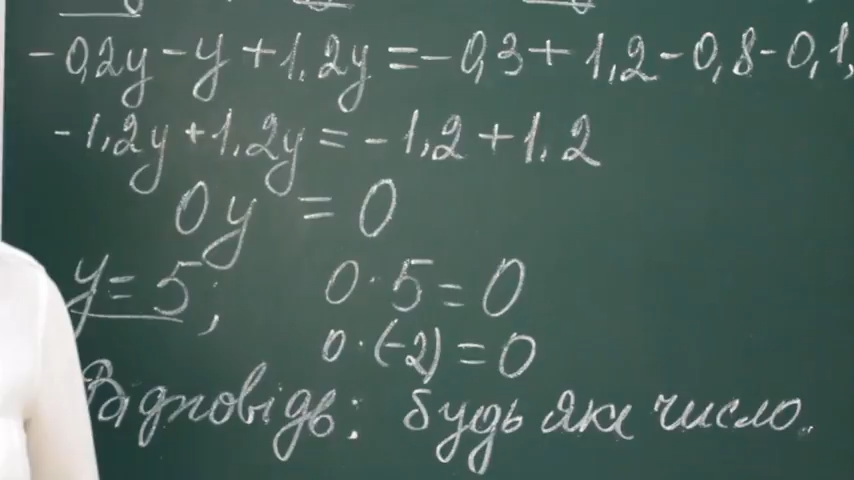 -0,2y - y + 1,2y = -0,3 + 1,2 - 0,8 - 0,1,
-1,2y + 1,2y = -1,2 + 1,2
0y = 0
y = 5; 0·5 = 0
0·(-2) = 0
Відповідь: будь яке число.